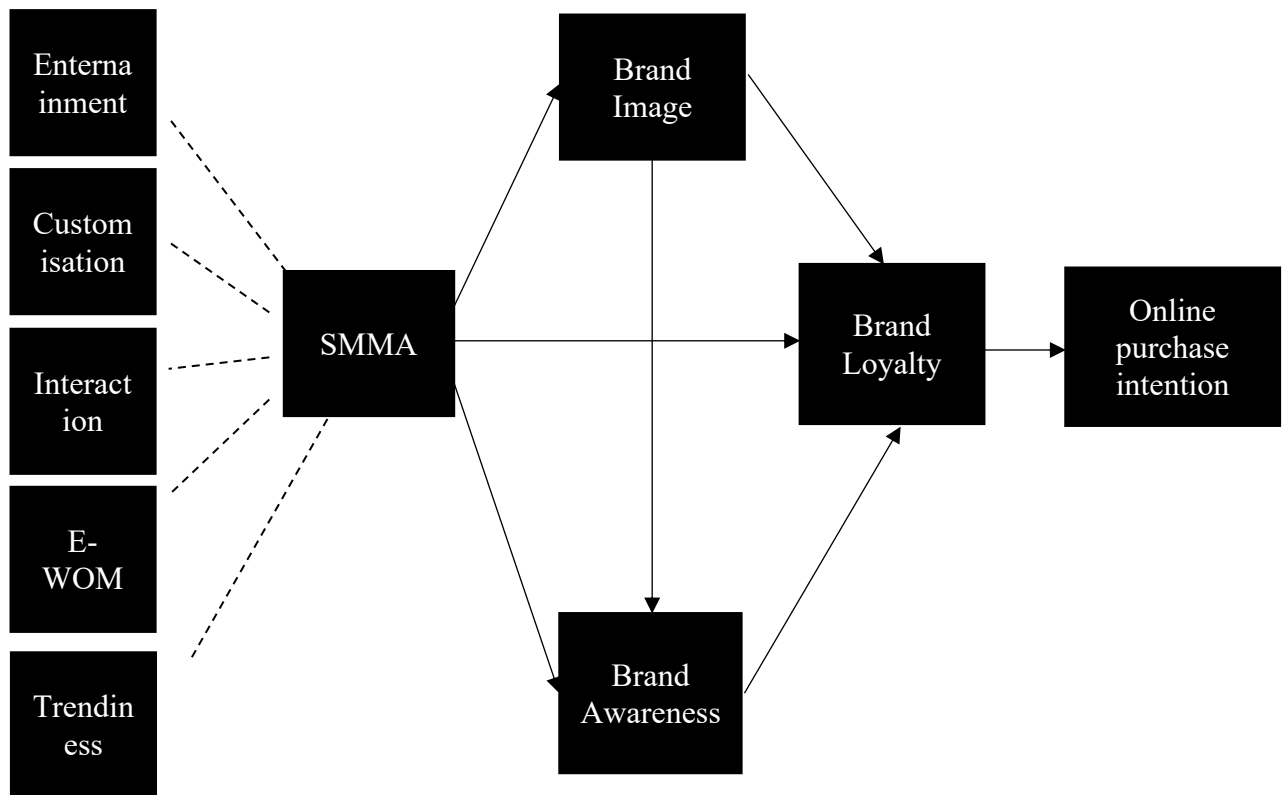 Enterna
inment
Custom
isation
Interact
ion
E-
WOM
Trendin
ess
SMMA
Brand
Image
Brand
Awareness
Brand
Loyalty
Online
purchase
intention